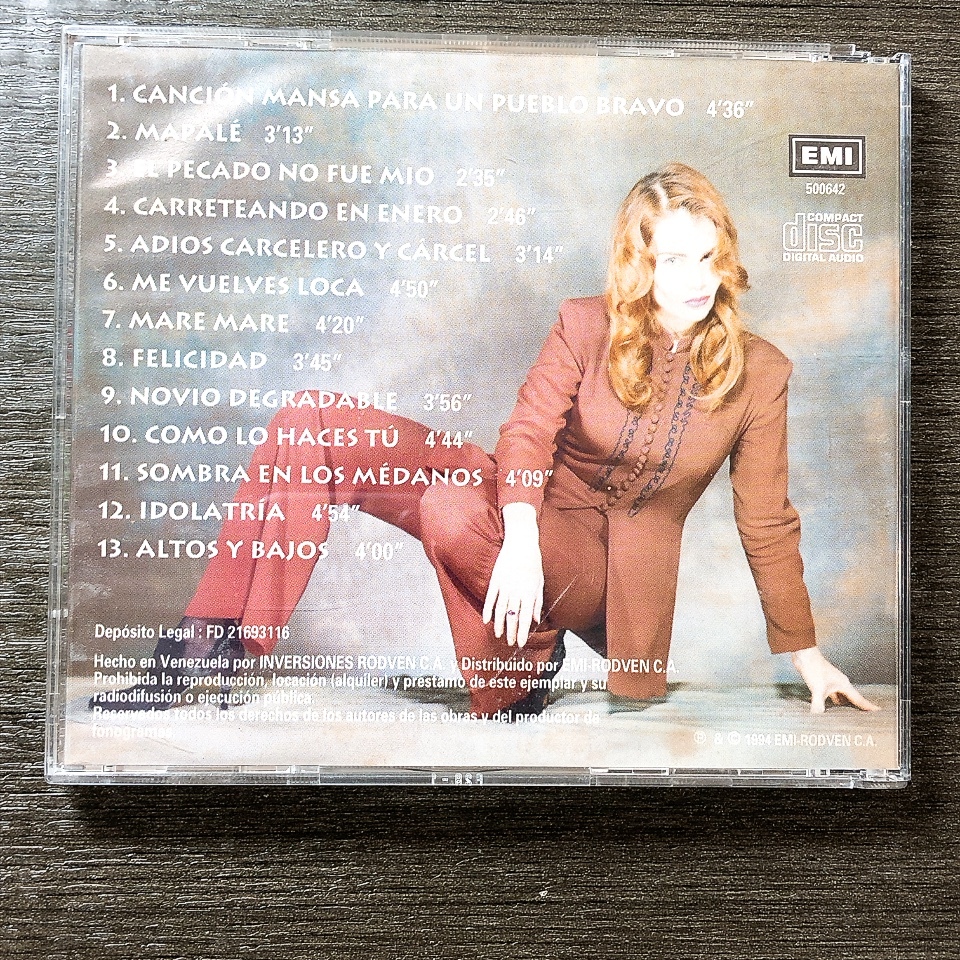 1. CANCIÓN MANSA PARA UN PUEBLO BRAVO 4'36"
2. MAPALÉ 3'13"
3. EL PECADO NO FUE MIO 2'35"
4. CARRETEANDO EN ENERO 2'46"
5. ADIOS CARCELERO Y CÁRCEL 3'14"
6. ME VUELVES LOCA 4'50"
7. MARE MARE 4'20"
8. FELICIDAD 3'45"
9. NOVIO DEGRADABLE 3'56"
10. COMO LO HACES TÚ 4'44"
11. SOMBRA EN LOS MÉDANOS 4'09"
12. IDOLATRÍA 4'54"
13. ALTOS Y BAJOS 4'00"
EMI
500642
COMPACT
disc
DIGITAL AUDIO
Depósito Legal : FD 21693116
Hecho en Venezuela por INVERSIONES RODVEN C.A. y Distribuido por EMI-RODVEN C.A.
Prohibida la reproducción, locación (alquiler) y prestamo de este ejemplar y su
radiodifusión o ejecución pública.
Reservados todos los derechos de los autores de las obras y del productor de
fonogramas.
℗ & © 1994 EMI-RODVEN C.A.